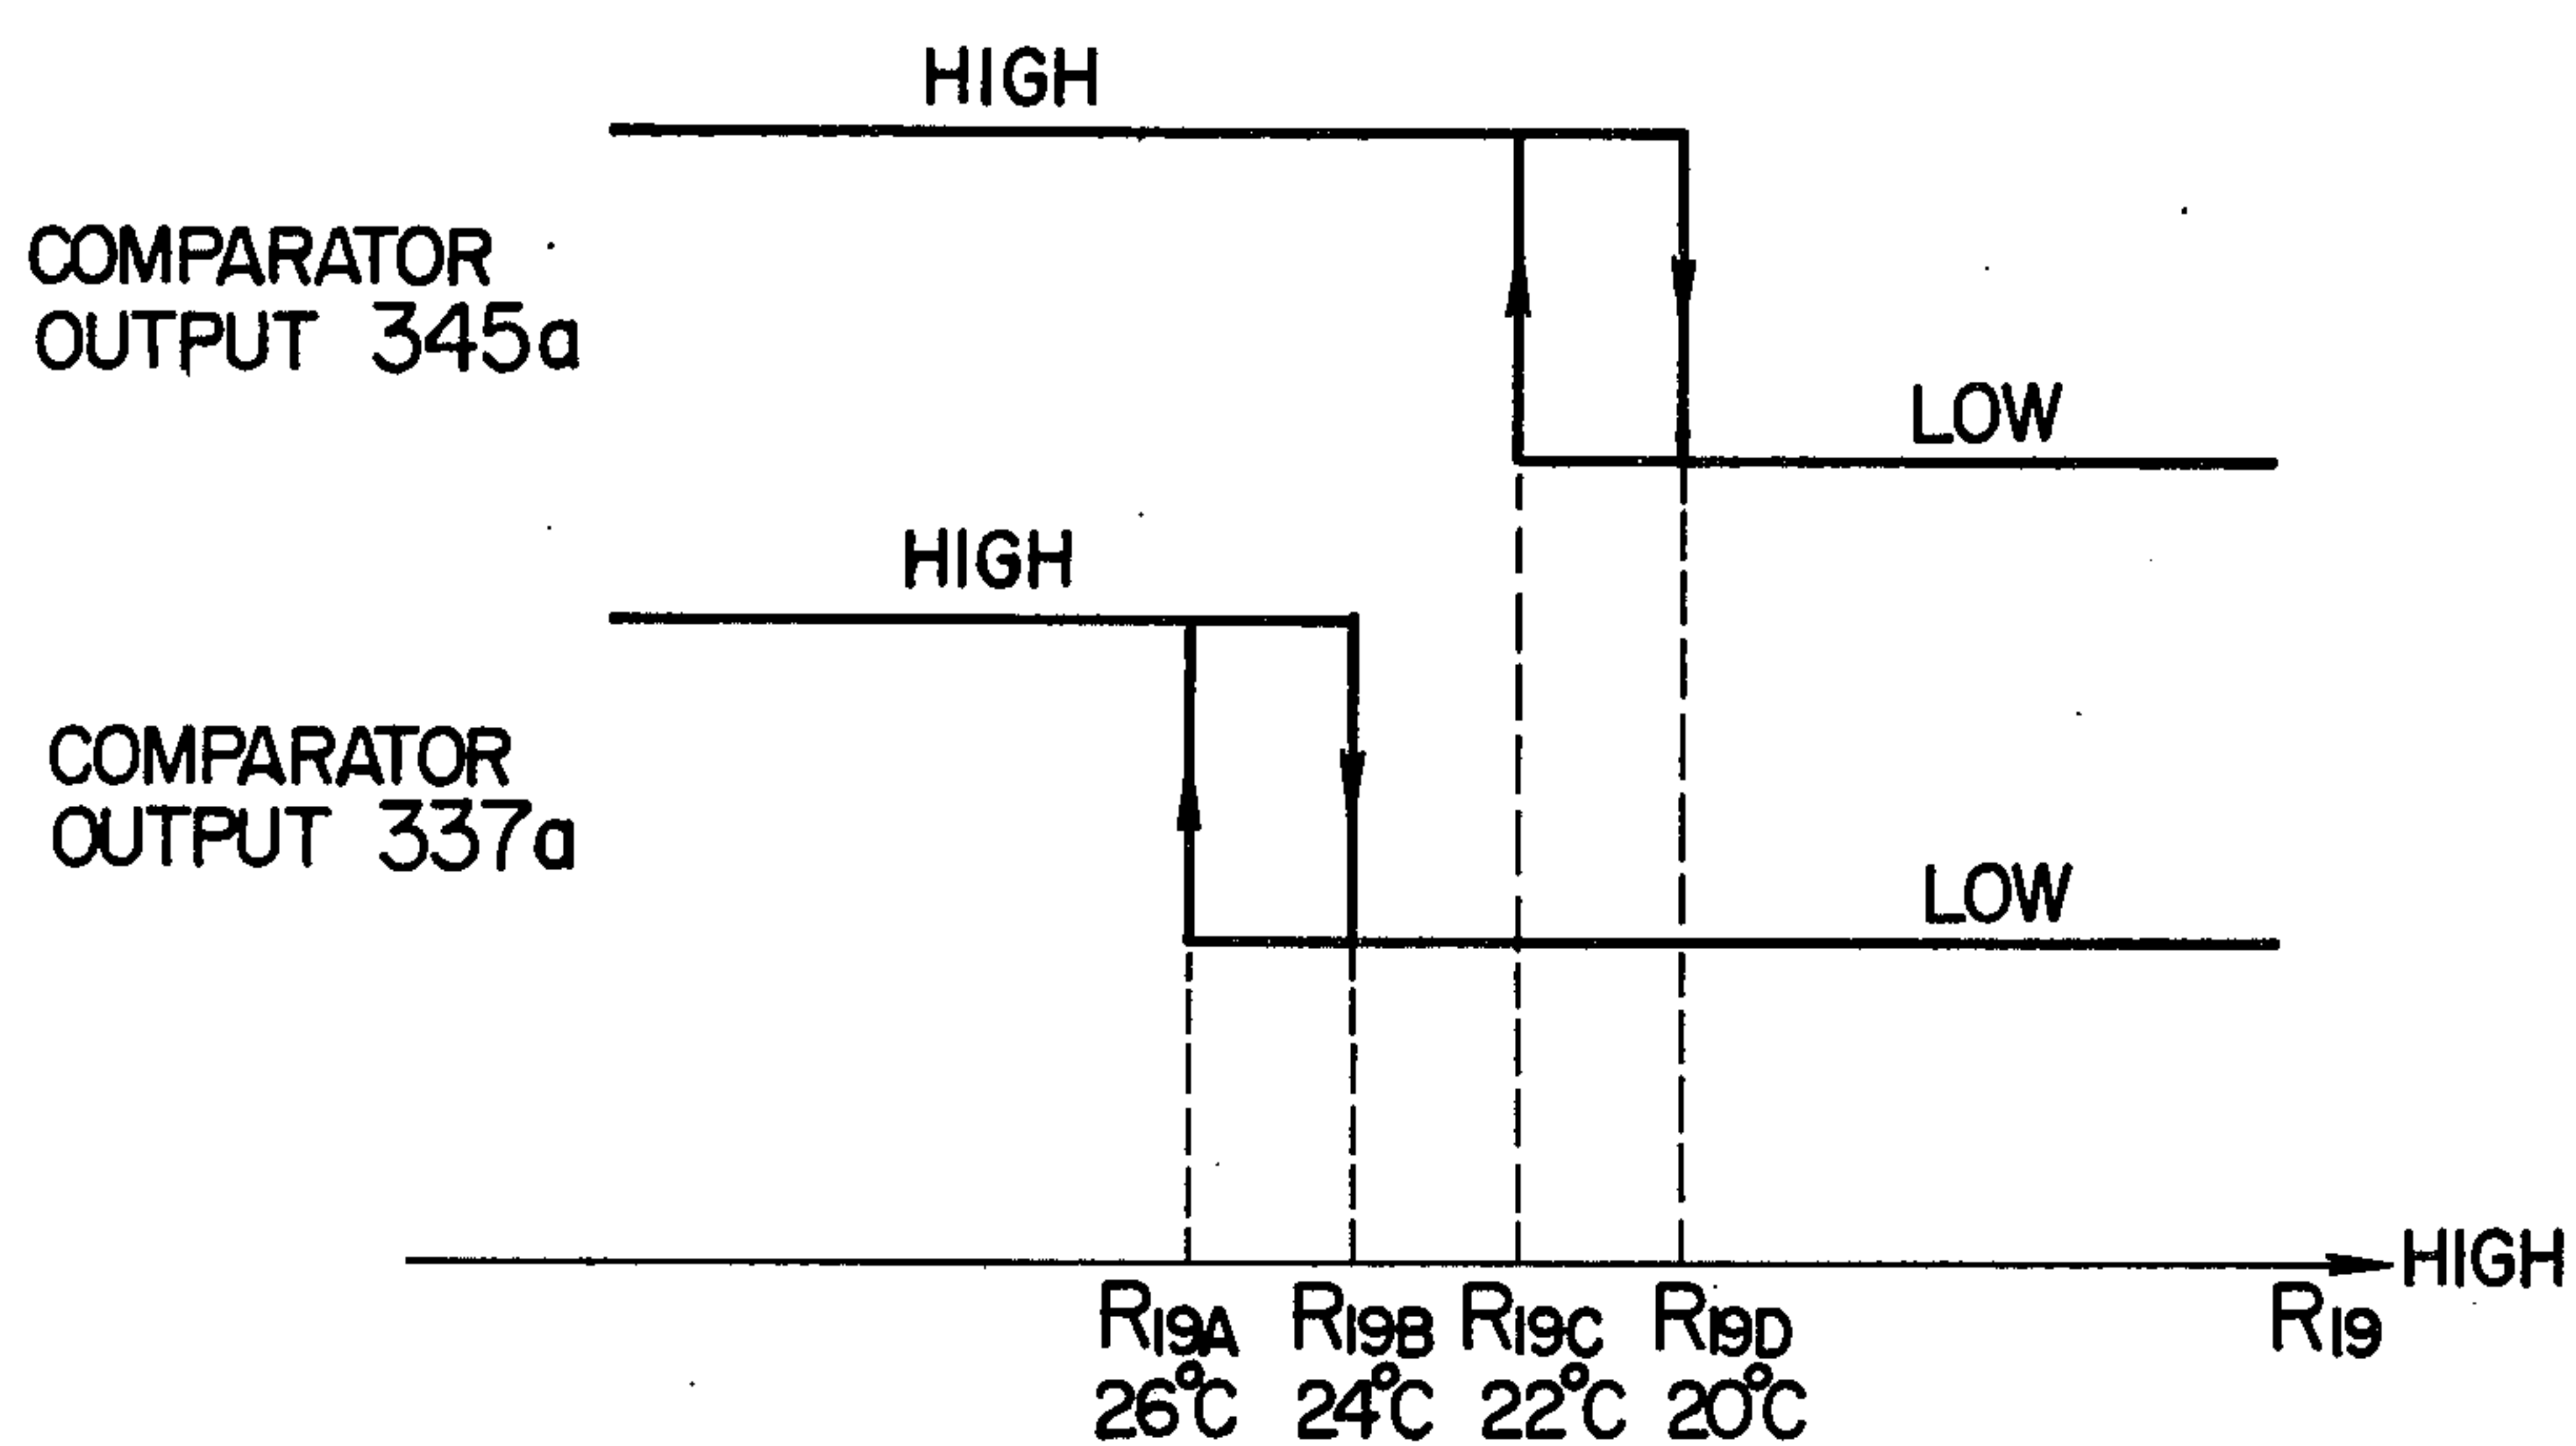 HIGH
COMPARATOR
OUTPUT 345a
LOW
HIGH
COMPARATOR
OUTPUT 337a
LOW
HIGH
R19A R19B R19C R19D R19
26°C 24°C 22°C 20°C